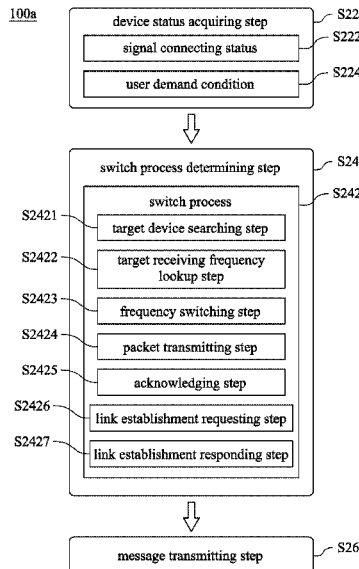 100a
device status acquiring step
S22
signal connecting status
S222
user demand condition
S224
switch process determining step
S24
switch process
S242
S2421
target device searching step
S2422
target receiving frequency
lookup step
S2423
frequency switching step
S2424
packet transmitting step
S2425
acknowledging step
S2426
link establishment requesting step
S2427
link establishment responding step
message transmitting step
S26